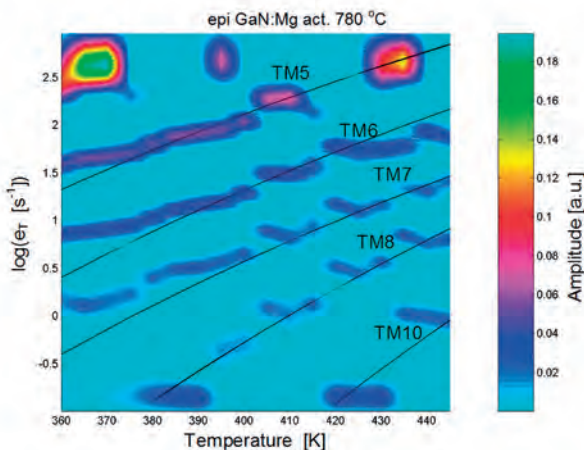 epi GaN:Mg act. 780 °C
2.5
2
1.5
1
0.5
0
-0.5
log(e_T [s^-1])
TM5
TM6
TM7
TM8
TM10
360 370 380 390 400 410 420 430 440
Temperature [K]
0.18
0.16
0.14
0.12
0.1
0.08
0.06
0.04
0.02
Amplitude [a.u.]